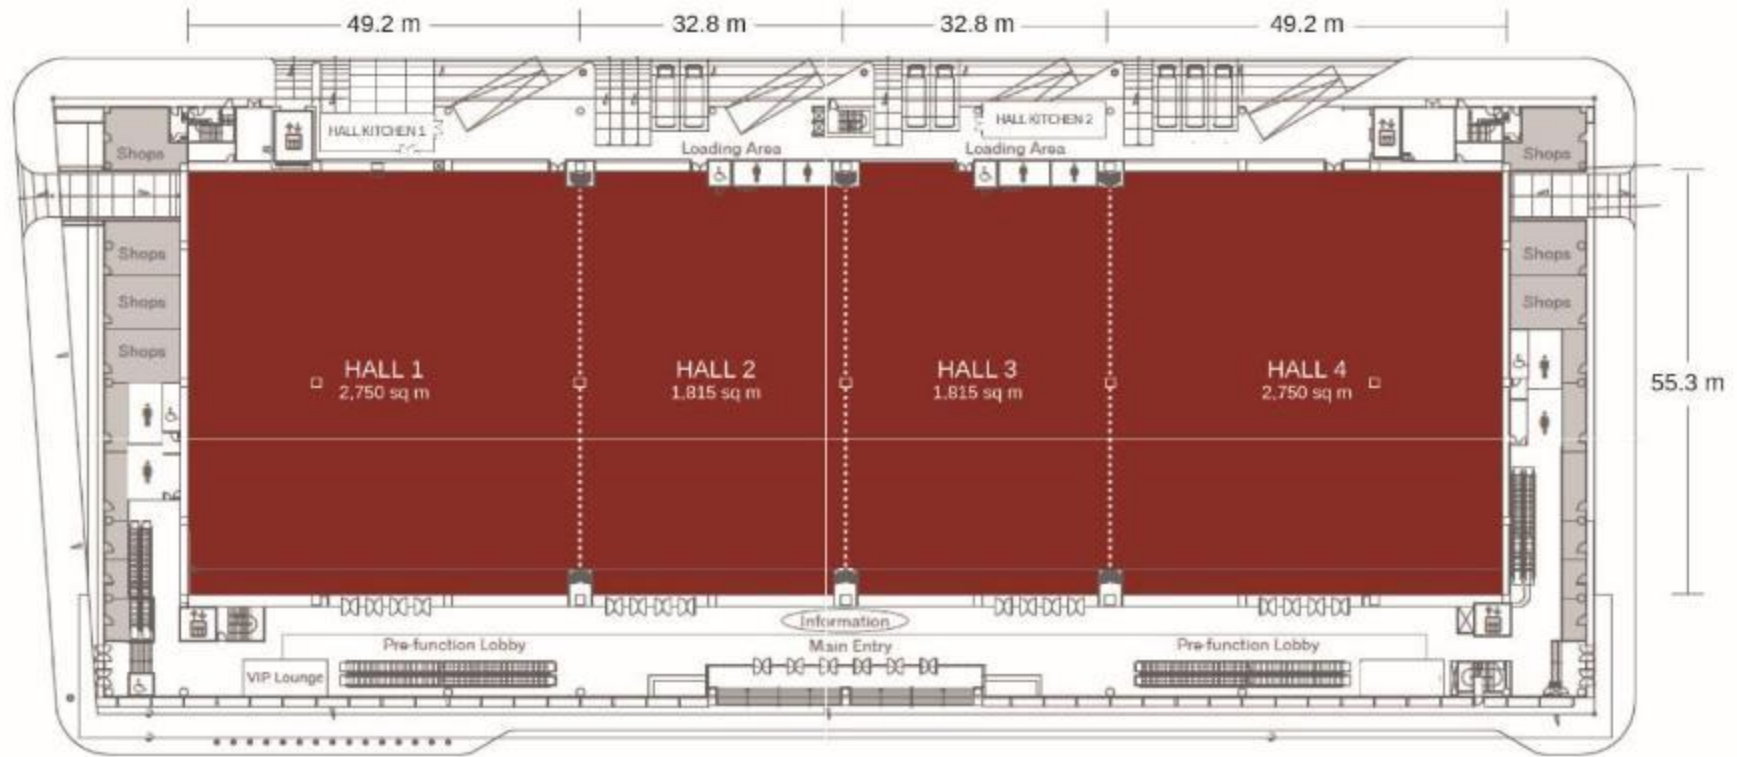 49.2 m
32.8 m
32.8 m
49.2 m
HALL KITCHEN 1
HALL KITCHEN 2
Shops
Loading Area
Loading Area
Shops
Shops
Shops
Shops
Shops
Shops
HALL 1
2,750 sq m
HALL 2
1,815 sq m
HALL 3
1,815 sq m
HALL 4
2,750 sq m
55.3 m
Information
Pre-function Lobby
Main Entry
Pre-function Lobby
VIP Lounge